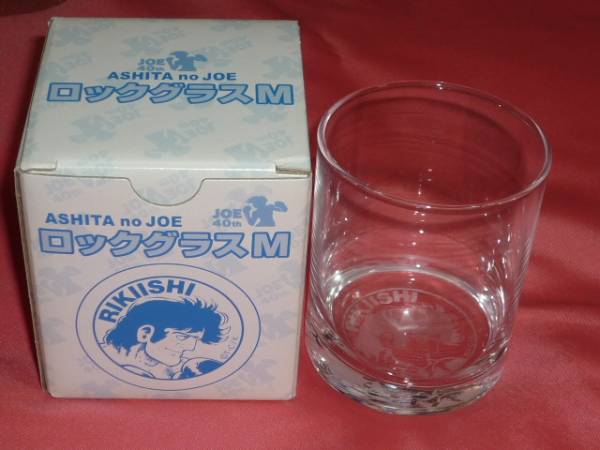 JOE
40th
ASHITA no JOE
ロックグラスM
ASHITA no JOE
JOE
40th
ロックグラスM
RIKIISHI
RIKIISHI